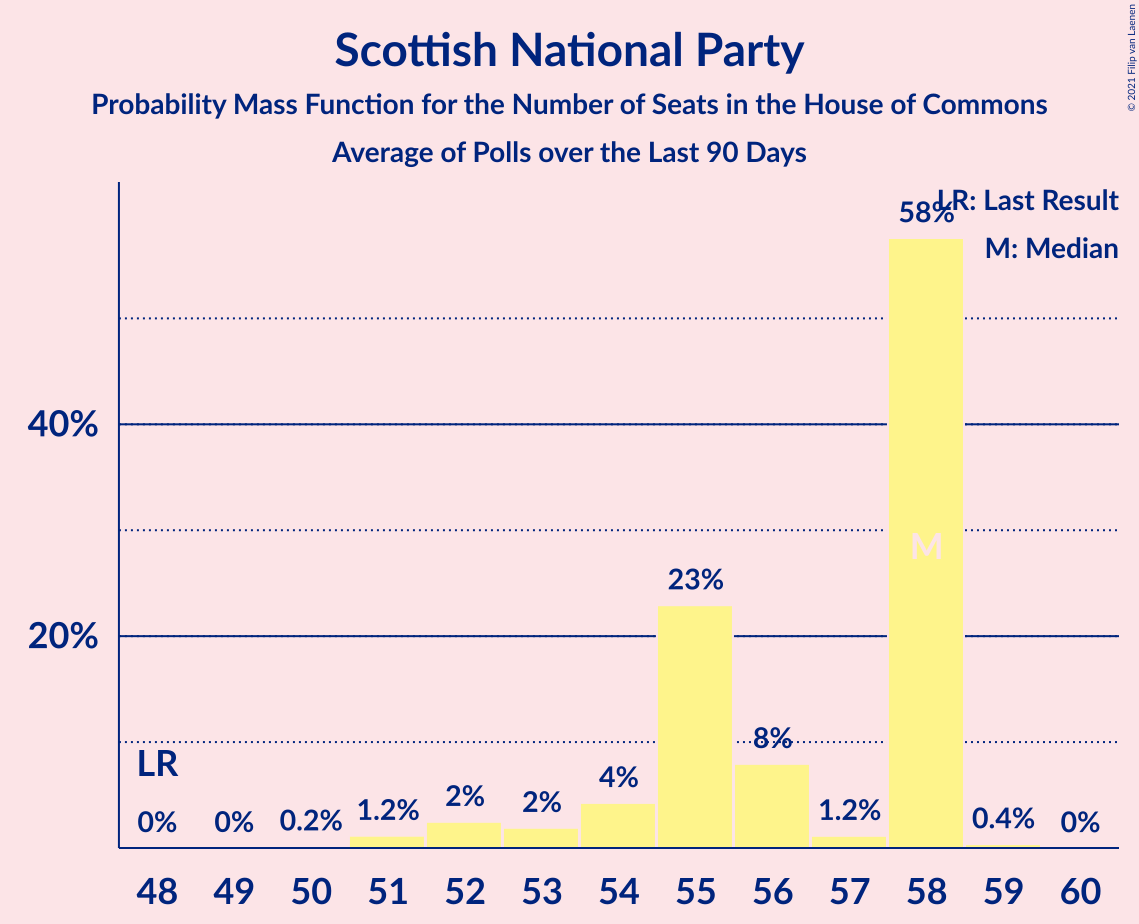 Scottish National Party
Probability Mass Function for the Number of Seats in the House of Commons
Average of Polls over the Last 90 Days
© 2021 Filip van Laenen
LR: Last Result
M: Median
58%
40%
M
23%
20%
LR
8%
4%
0% 0% 0.2% 1.2% 2% 2% 1.2% 0.4% 0%
48 49 50 51 52 53 54 55 56 57 58 59 60